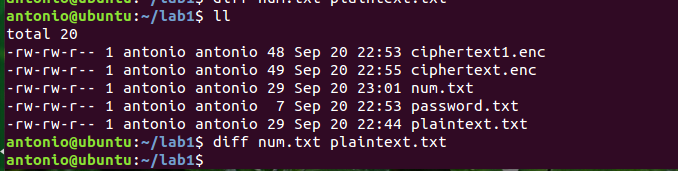 antonio@ubuntu:~/lab1$ diff num.txt plaintext.txt
antonio@ubuntu:~/lab1$ ll
total 20
-rw-rw-r-- 1 antonio antonio 48 Sep 20 22:53 ciphertext1.enc
-rw-rw-r-- 1 antonio antonio 49 Sep 20 22:55 ciphertext.enc
-rw-rw-r-- 1 antonio antonio 29 Sep 20 23:01 num.txt
-rw-rw-r-- 1 antonio antonio  7 Sep 20 22:53 password.txt
-rw-rw-r-- 1 antonio antonio 29 Sep 20 22:44 plaintext.txt
antonio@ubuntu:~/lab1$ diff num.txt plaintext.txt
antonio@ubuntu:~/lab1$